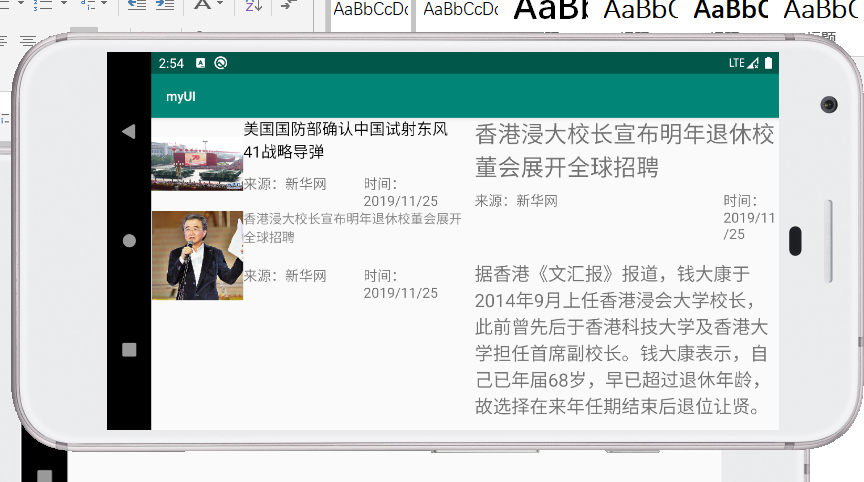 AaBbCcDc AaBbCcDc AaBl AaBbC AaBbC AaBbC
2:54
LTE
myUI
美国国防部确认中国试射东风
41战略导弹
来源：新华网
时间：
2019/11/25
香港浸大校长宣布明年退休校董会展开
全球招聘
来源：新华网
时间：
2019/11/25
香港浸大校长宣布明年退休校
董会展开全球招聘
来源：新华网
时间：
2019/11
/25
据香港《文汇报》报道，钱大康于
2014年9月上任香港浸会大学校长，
此前曾先后于香港科技大学及香港大
学担任首席副校长。钱大康表示，自
己已年届68岁，早已超过退休年龄，
故选择在来年任期结束后退位让贤。